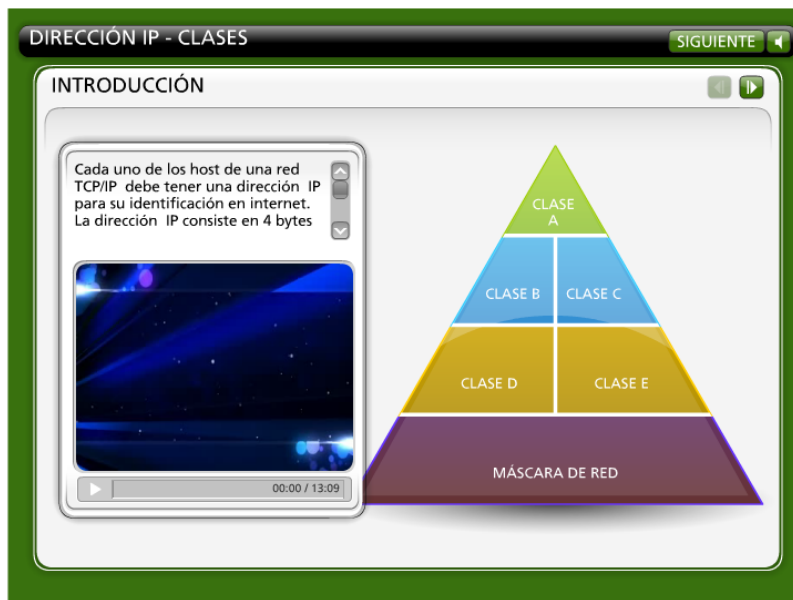 DIRECCIÓN IP - CLASES
SIGUIENTE
INTRODUCCIÓN
Cada uno de los host de una red
TCP/IP debe tener una dirección IP
para su identificación en internet.
La dirección IP consiste en 4 bytes
00:00 / 13:09
CLASE
A
CLASE B
CLASE C
CLASE D
CLASE E
MÁSCARA DE RED